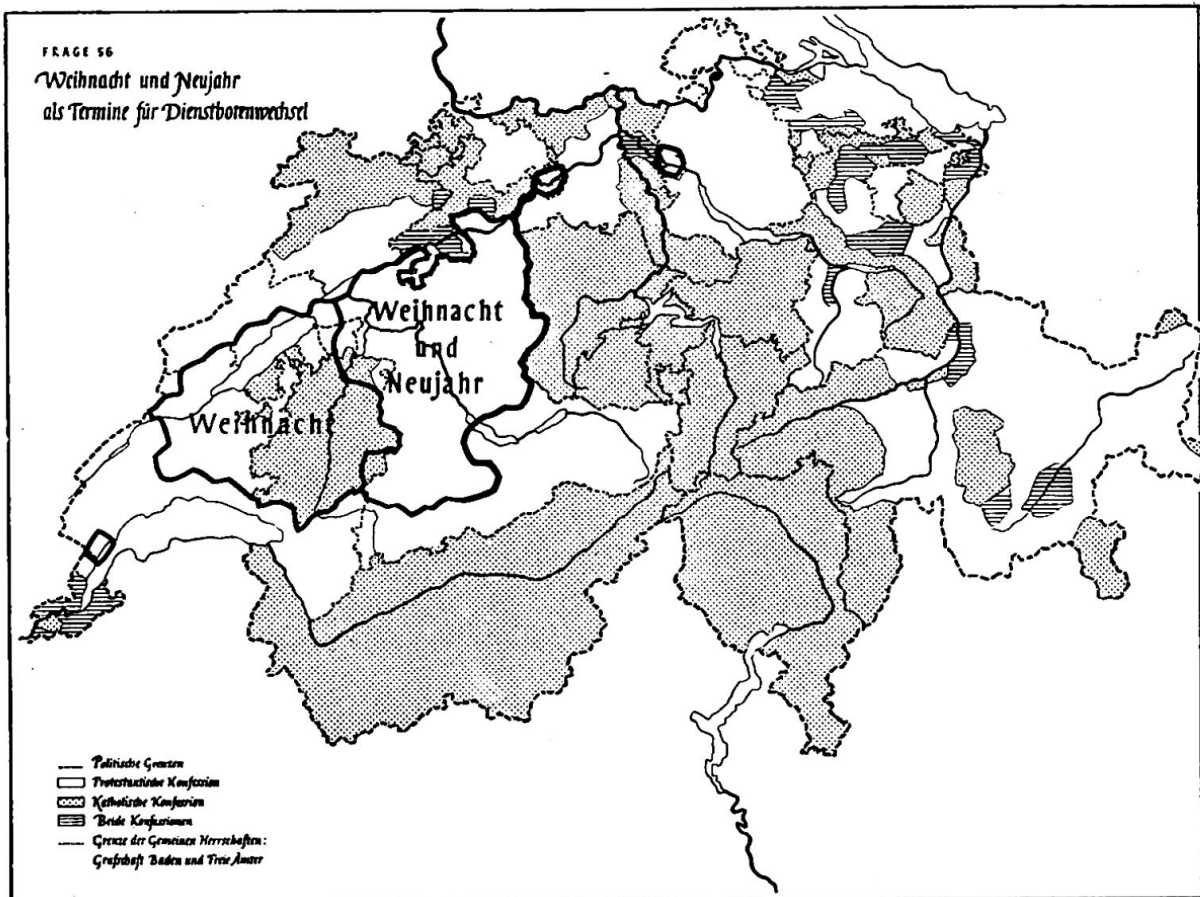 FRAGE 56
Weihnacht und Neujahr
als Termine für Dienstbotenwechsel
Weihnacht
und
Neujahr
Weihnacht
Politische Grenzen
Protestantische Konfession
Katholische Konfession
Beide Konfessionen
Grenze der Gemeinen Herrschaften:
Grafschaft Baden und Freie Ämter